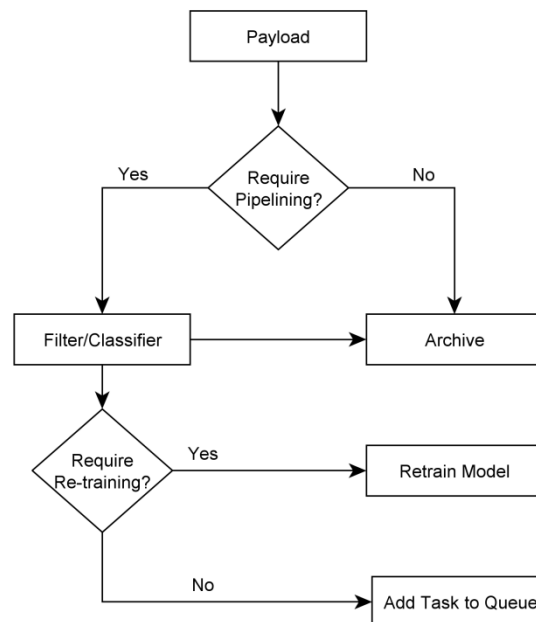 Payload
Yes
Require
Pipelining?
No
Filter/Classifier
Archive
Require
Re-training?
Yes
Retrain Model
No
Add Task to Queue